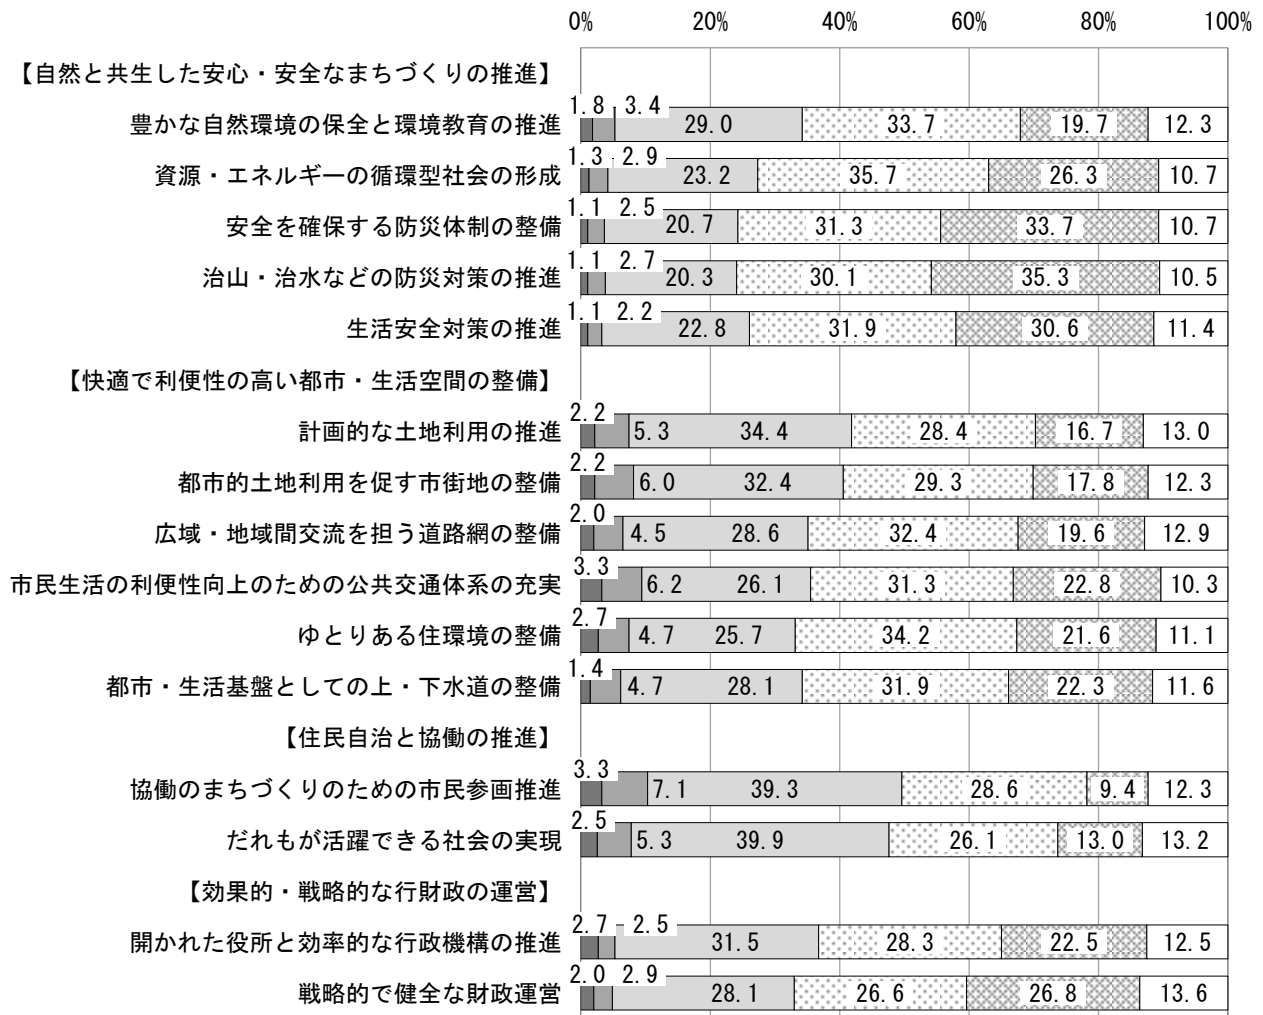 0% 20% 40% 60% 80% 100%
【自然と共生した安心・安全なまちづくりの推進】
豊かな自然環境の保全と環境教育の推進 1.8 3.4 29.0 33.7 19.7 12.3
資源・エネルギーの循環型社会の形成 1.3 2.9 23.2 35.7 26.3 10.7
安全を確保する防災体制の整備 1.1 2.5 20.7 31.3 33.7 10.7
治山・治水などの防災対策の推進 1.1 2.7 20.3 30.1 35.3 10.5
生活安全対策の推進 1.1 2.2 22.8 31.9 30.6 11.4
【快適で利便性の高い都市・生活空間の整備】
計画的な土地利用の推進 2.2 5.3 34.4 28.4 16.7 13.0
都市的土地利用を促す市街地の整備 2.2 6.0 32.4 29.3 17.8 12.3
広域・地域間交流を担う道路網の整備 2.0 4.5 28.6 32.4 19.6 12.9
市民生活の利便性向上のための公共交通体系の充実 3.3 6.2 26.1 31.3 22.8 10.3
ゆとりある住環境の整備 2.7 4.7 25.7 34.2 21.6 11.1
都市・生活基盤としての上・下水道の整備 1.4 4.7 28.1 31.9 22.3 11.6
【住民自治と協働の推進】
協働のまちづくりのための市民参画推進 3.3 7.1 39.3 28.6 9.4 12.3
だれもが活躍できる社会の実現 2.5 5.3 39.9 26.1 13.0 13.2
【効果的・戦略的な行財政の運営】
開かれた役所と効率的な行政機構の推進 2.7 2.5 31.5 28.3 22.5 12.5
戦略的で健全な財政運営 2.0 2.9 28.1 26.6 26.8 13.6